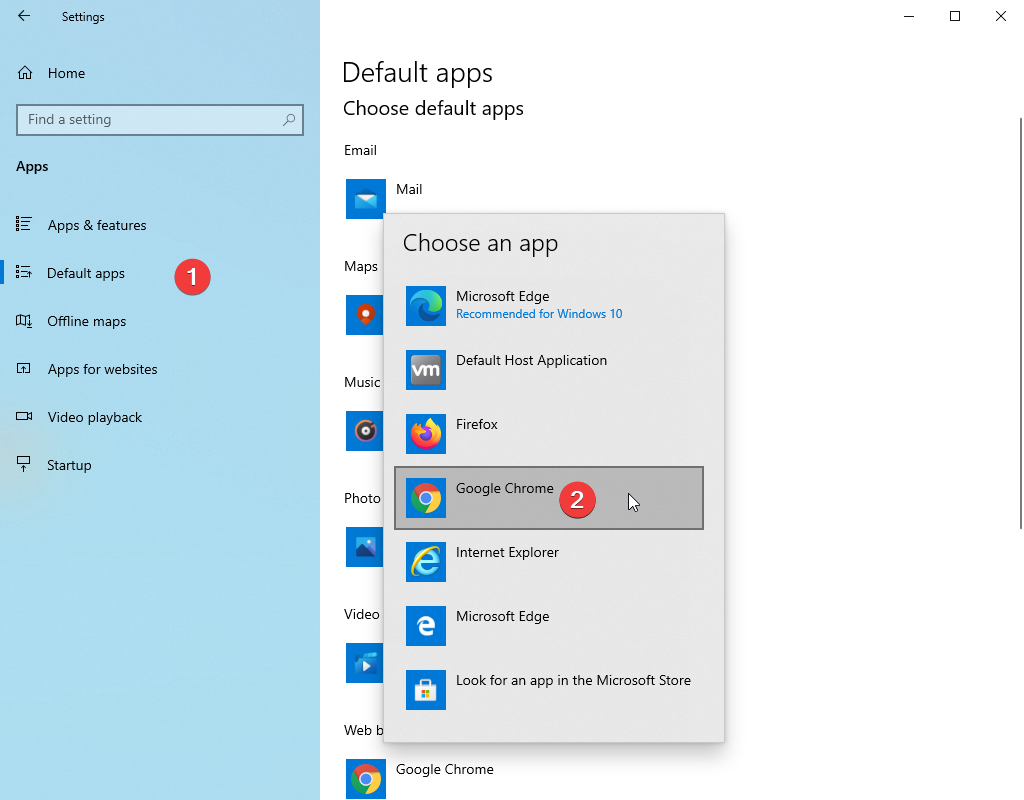 Settings
Home
Find a setting
Apps
Apps & features
Default apps
1
Offline maps
Apps for websites
Video playback
Startup
Default apps
Choose default apps
Email
Mail
Maps
Music
Photo
Video
Web b
Google Chrome
Choose an app
Microsoft Edge
Recommended for Windows 10
vm
Default Host Application
Firefox
Google Chrome
2
Internet Explorer
Microsoft Edge
Look for an app in the Microsoft Store